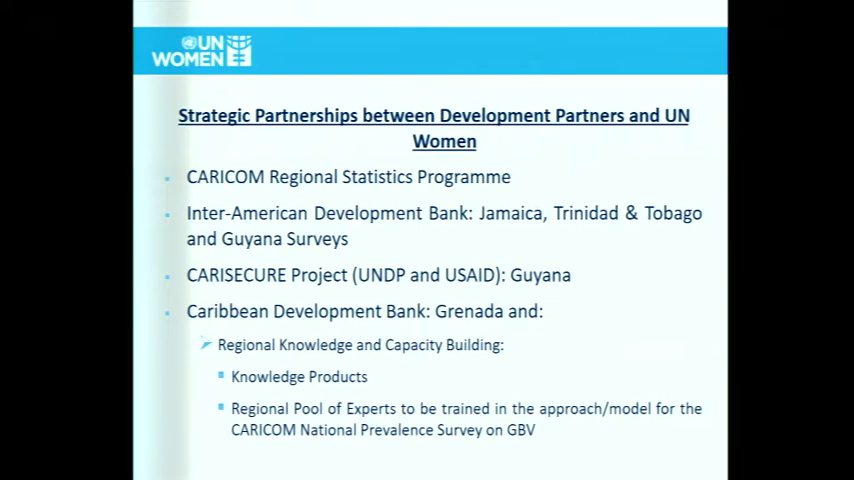 UN
WOMEN
Strategic Partnerships between Development Partners and UN
Women
CARICOM Regional Statistics Programme
Inter-American Development Bank: Jamaica, Trinidad & Tobago
and Guyana Surveys
CARISECURE Project (UNDP and USAID): Guyana
Caribbean Development Bank: Grenada and:
Regional Knowledge and Capacity Building:
Knowledge Products
Regional Pool of Experts to be trained in the approach/model for the
CARICOM National Prevalence Survey on GBV